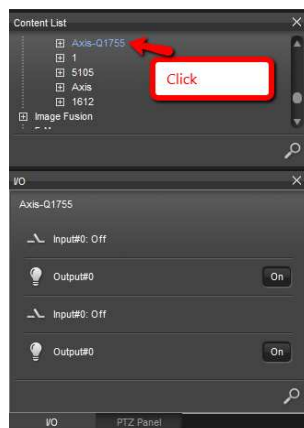 Content List
Axis-Q1755
1
5105
Click
Axis
1612
Image Fusion
I/O
Axis-Q1755
Input#0: Off
Output#0
On
Input#0: Off
Output#0
On
I/O
PTZ Panel